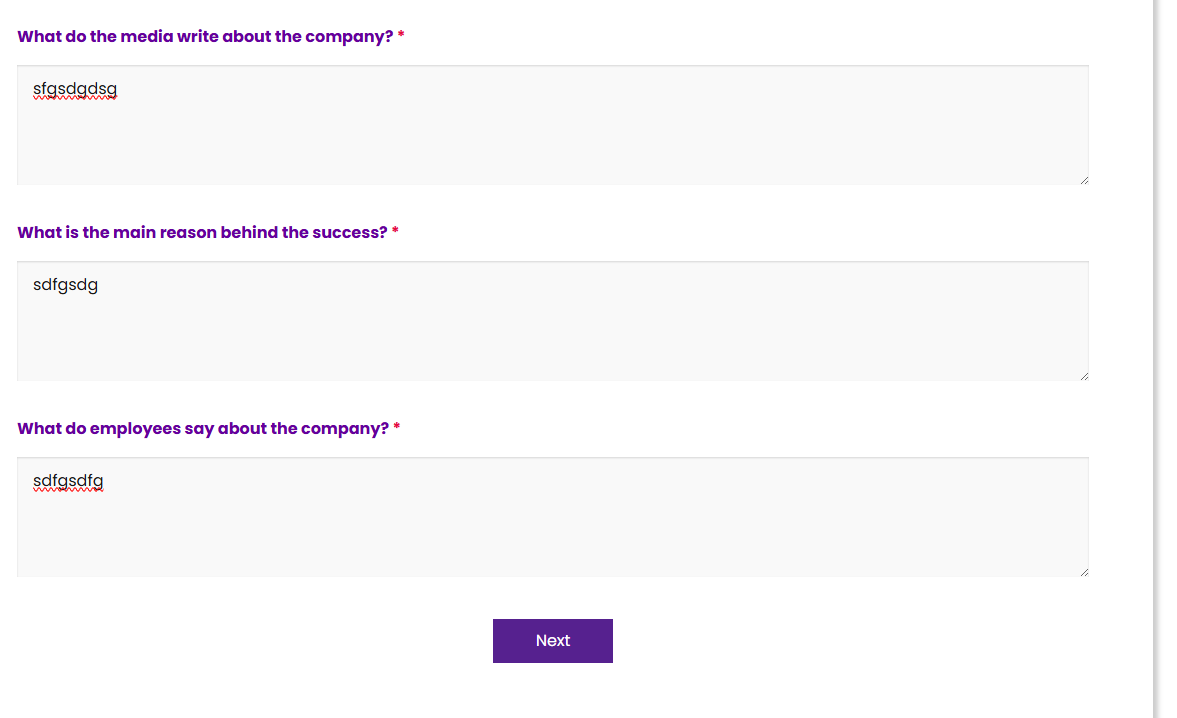 What do the media write about the company? *
sfgsdgdsg
What is the main reason behind the success? *
sdfgsdg
What do employees say about the company? *
sdfgsdfg
Next